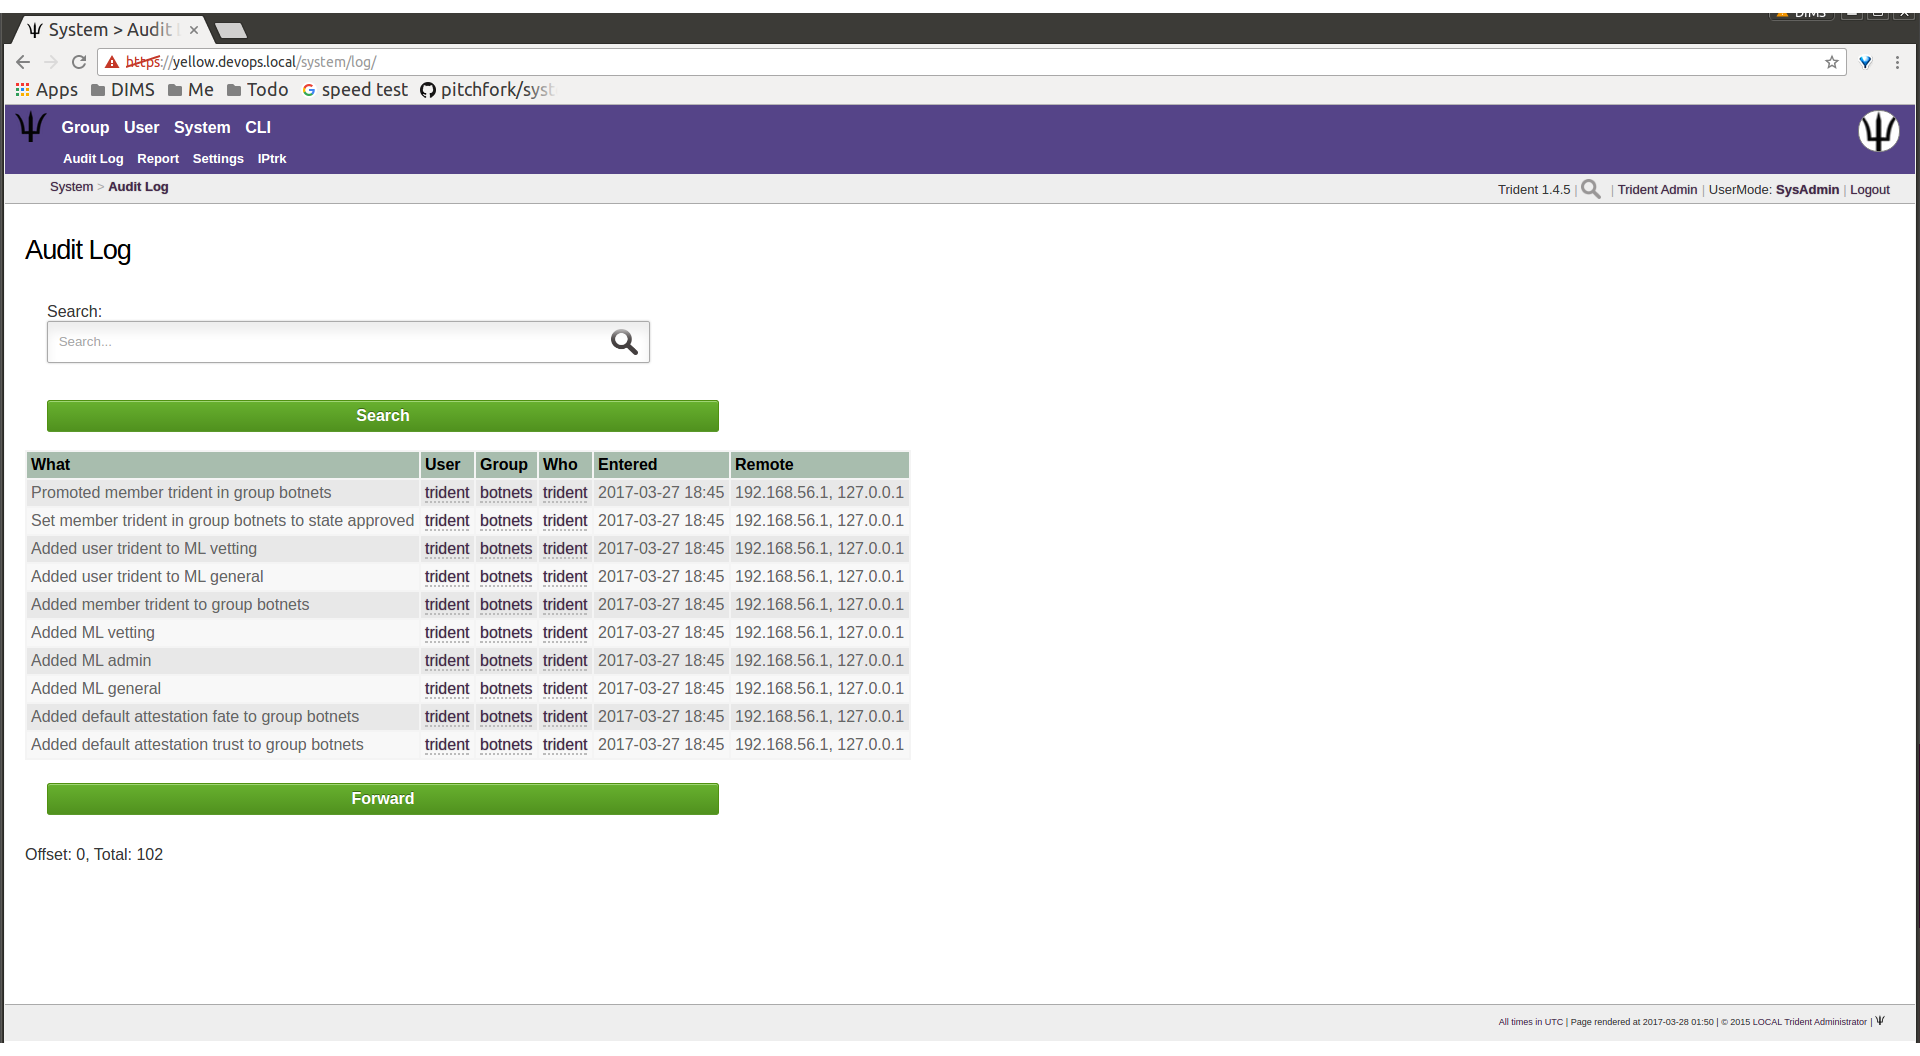 DIMS
System > Audit
https://yellow.devops.local/system/log/
Apps DIMS Me Todo speed test pitchfork/syst
Group User System CLI
Audit Log Report Settings IPtrk
System > Audit Log
Trident 1.4.5 | | Trident Admin | UserMode: SysAdmin | Logout
Audit Log
Search:
Search...
Search
What User Group Who Entered Remote
Promoted member trident in group botnets trident botnets trident 2017-03-27 18:45 192.168.56.1, 127.0.0.1
Set member trident in group botnets to state approved trident botnets trident 2017-03-27 18:45 192.168.56.1, 127.0.0.1
Added user trident to ML vetting trident botnets trident 2017-03-27 18:45 192.168.56.1, 127.0.0.1
Added user trident to ML general trident botnets trident 2017-03-27 18:45 192.168.56.1, 127.0.0.1
Added member trident to group botnets trident botnets trident 2017-03-27 18:45 192.168.56.1, 127.0.0.1
Added ML vetting trident botnets trident 2017-03-27 18:45 192.168.56.1, 127.0.0.1
Added ML admin trident botnets trident 2017-03-27 18:45 192.168.56.1, 127.0.0.1
Added ML general trident botnets trident 2017-03-27 18:45 192.168.56.1, 127.0.0.1
Added default attestation fate to group botnets trident botnets trident 2017-03-27 18:45 192.168.56.1, 127.0.0.1
Added default attestation trust to group botnets trident botnets trident 2017-03-27 18:45 192.168.56.1, 127.0.0.1
Forward
Offset: 0, Total: 102
All times in UTC | Page rendered at 2017-03-28 01:50 | © 2015 LOCAL Trident Administrator |